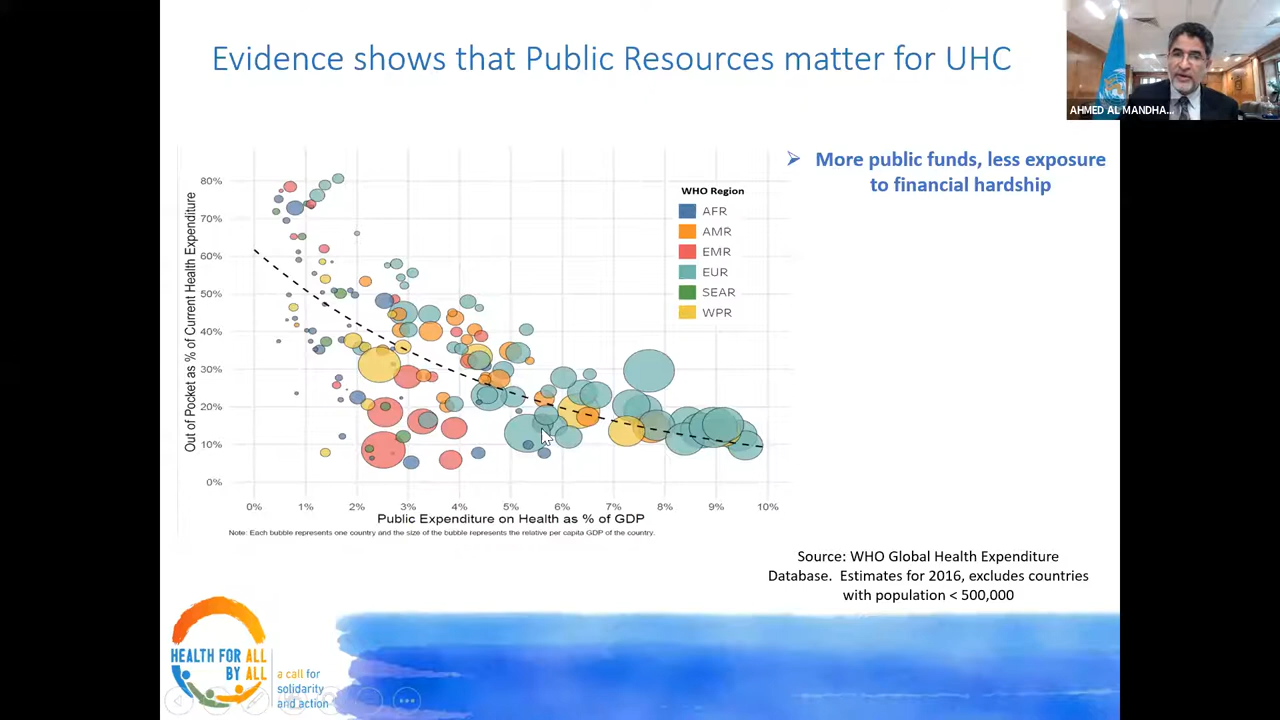 Evidence shows that Public Resources matter for UHC
AHMED AL MANDHA...
More public funds, less exposure
to financial hardship
Out of Pocket as % of Current Health Expenditure
80%
70%
60%
50%
40%
30%
20%
10%
0%
WHO Region
AFR
AMR
EMR
EUR
SEAR
WPR
0% 1% 2% 3% 4% 5% 6% 7% 8% 9% 10%
Public Expenditure on Health as % of GDP
Note: Each bubble represents one country and the size of the bubble represents the relative per capita GDP of the country.
Source: WHO Global Health Expenditure
Database. Estimates for 2016, excludes countries
with population < 500,000
HEALTH FOR ALL
BY ALL
a call for
solidarity
and action